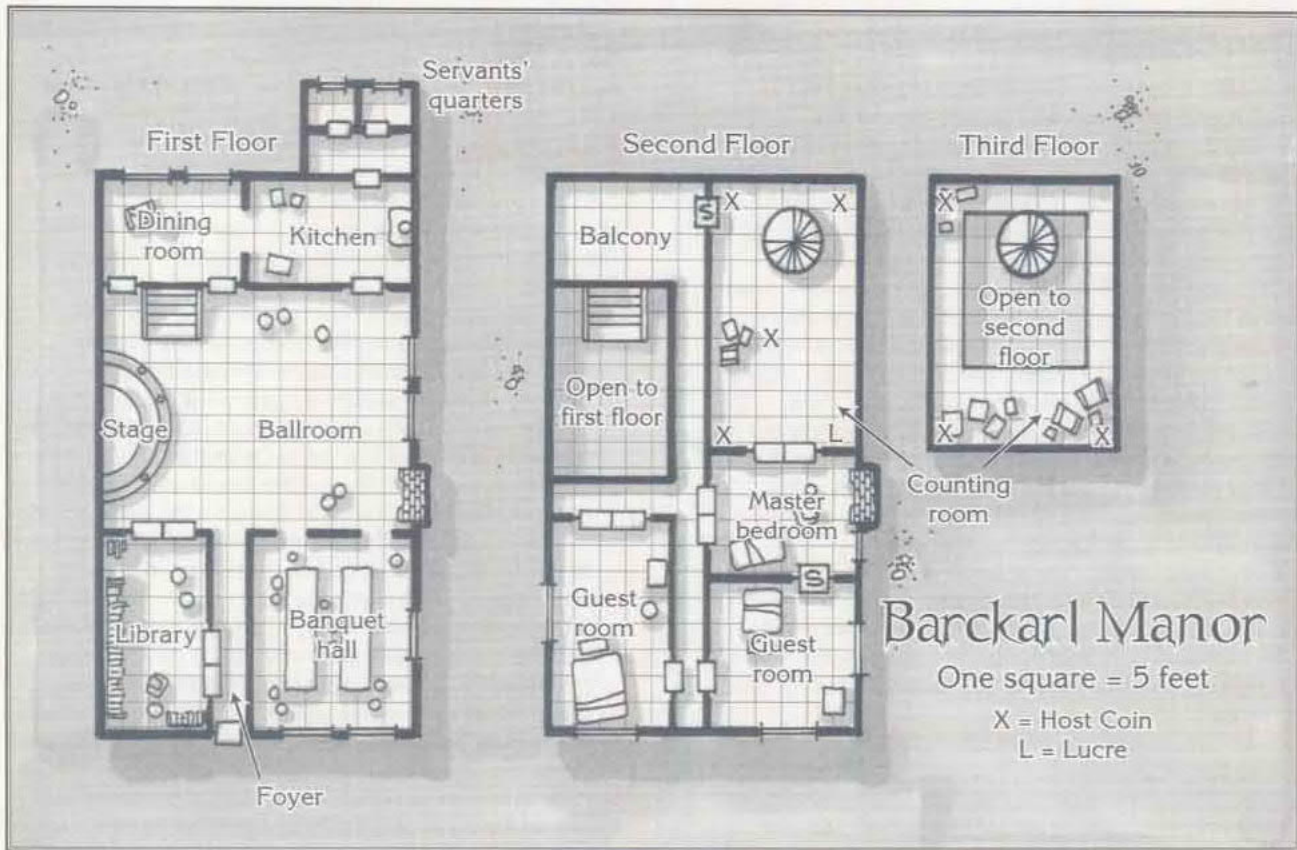 Servants'
quarters
First Floor
Second Floor
Third Floor
Dining
room
Kitchen
Stage
Ballroom
Library
Banquet
hall
Foyer
S
X
X
Balcony
Open to
first floor
X
X
L
Master
bedroom
S
Guest
room
Guest
room
X
Open to
second
floor
X
X
Counting
room
Barckarl Manor
One square = 5 feet
X = Host Coin
L = Lucre